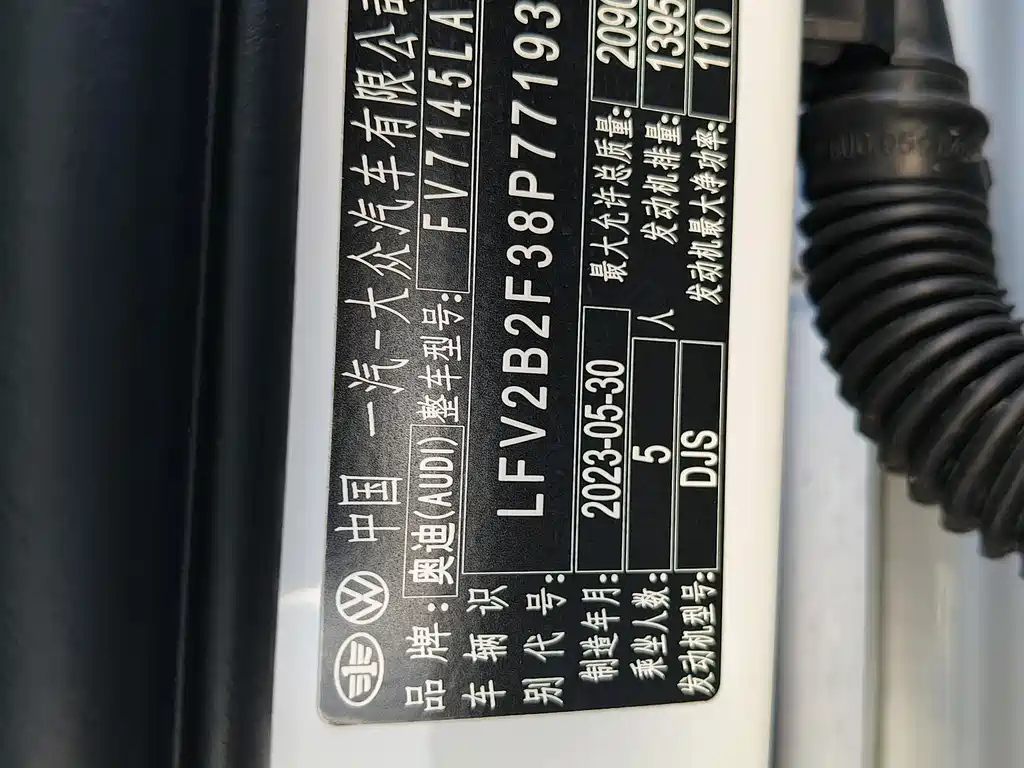 中国 一汽-大众汽车有限公司
品牌: 奥迪(AUDI) 整车型号: FV7145LA
车辆识别代号: LFV2B2F38P77193
制造年月: 2023-05-30 最大允许总质量: 2090
乘坐人数: 5 人 发动机排量: 1395
发动机型号: DJS 发动机最大净功率: 110